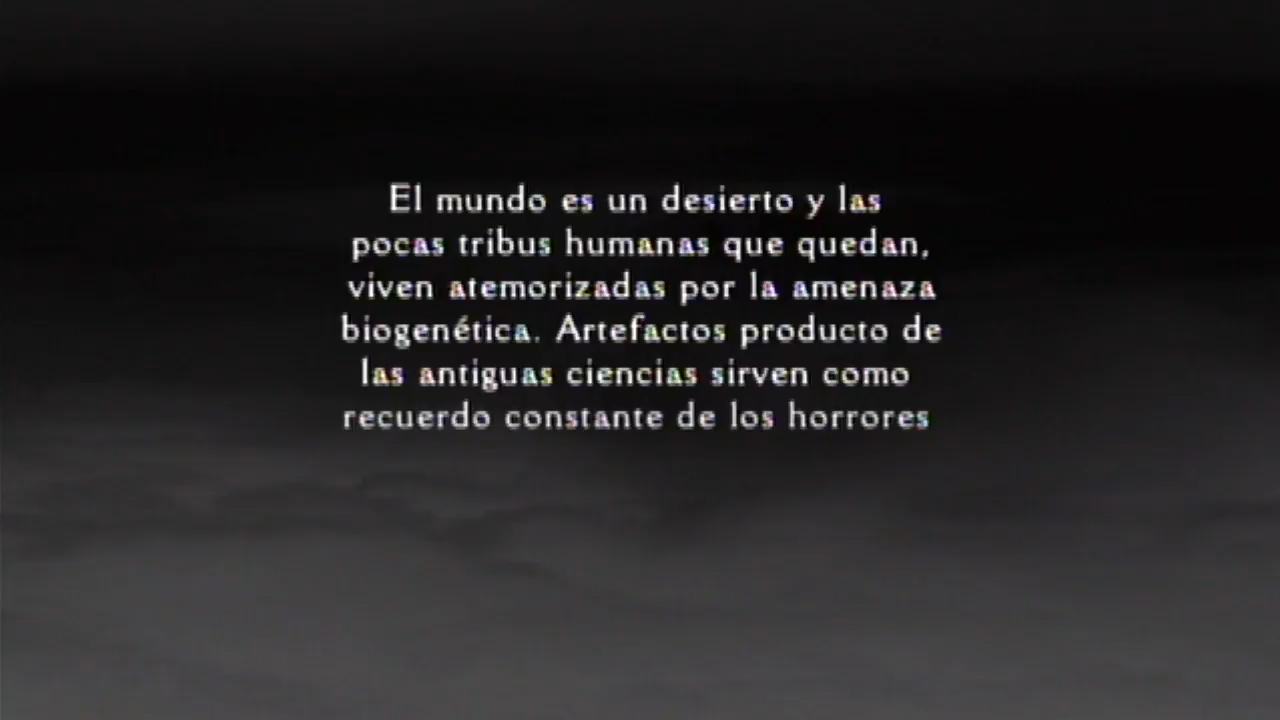 El mundo es un desierto y las
pocas tribus humanas que quedan,
viven atemorizadas por la amenaza
biogenética. Artefactos producto de
las antiguas ciencias sirven como
recuerdo constante de los horrores